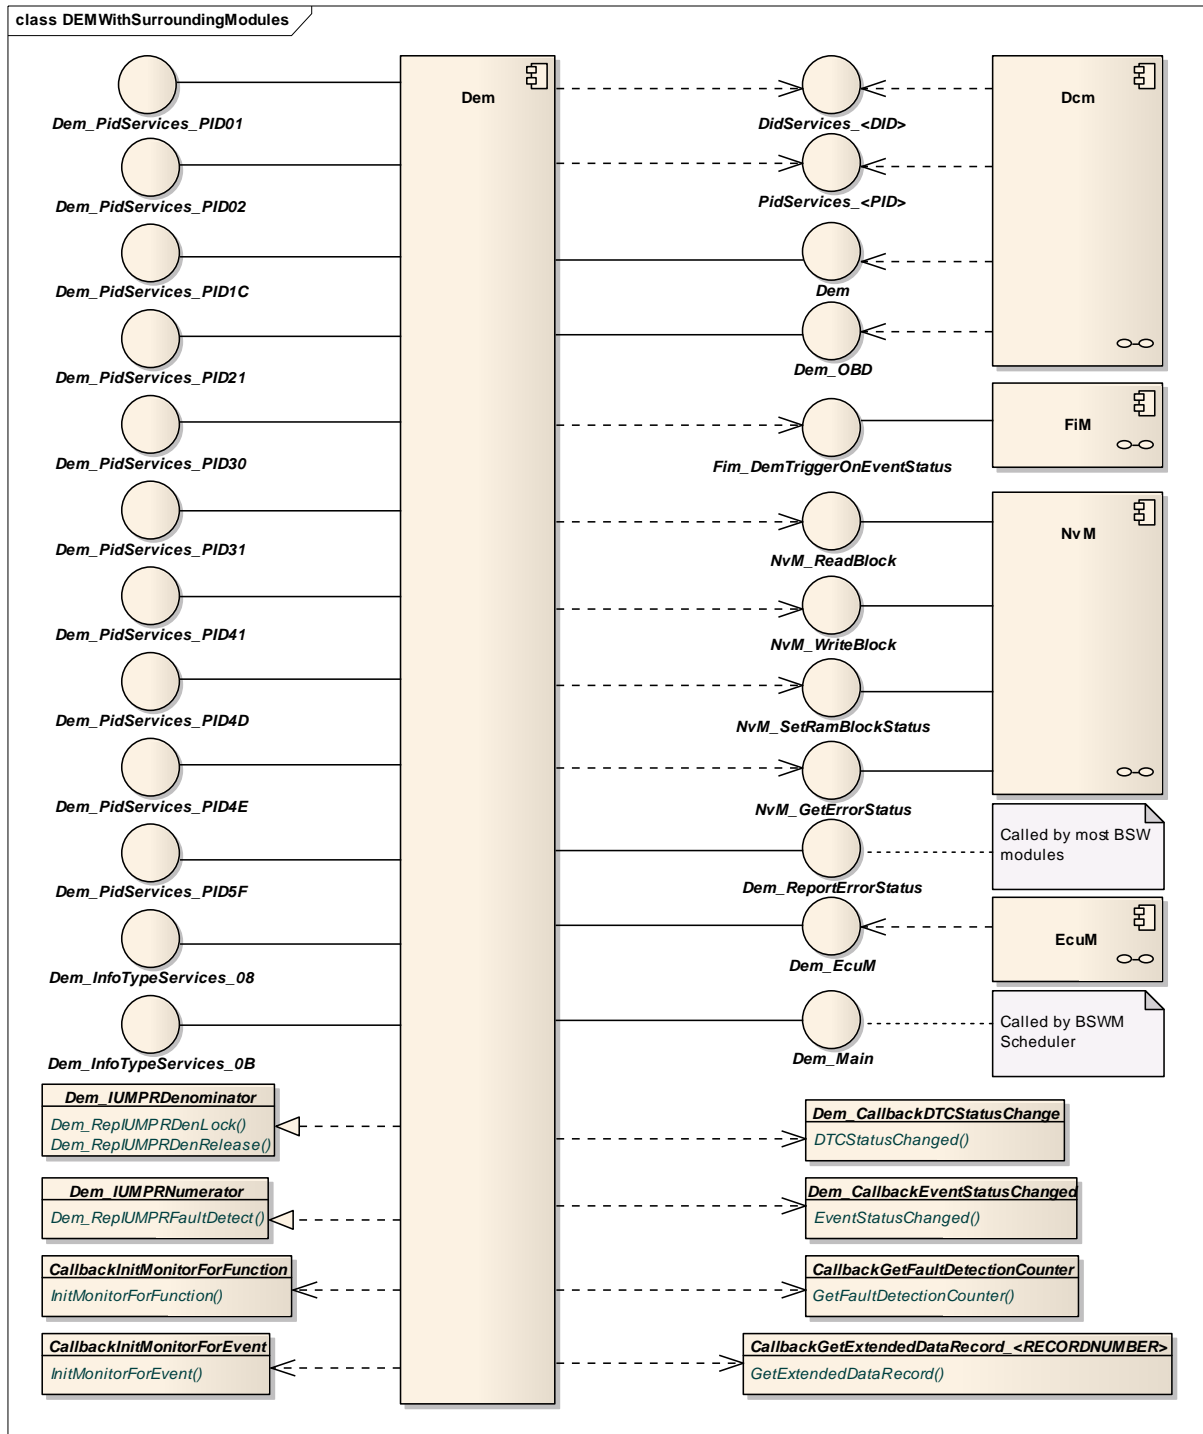 class DEMWithSurroundingModules
Dem_PidServices_PID01
Dem_PidServices_PID02
Dem_PidServices_PID1C
Dem_PidServices_PID21
Dem_PidServices_PID30
Dem_PidServices_PID31
Dem_PidServices_PID41
Dem_PidServices_PID4D
Dem_PidServices_PID4E
Dem_PidServices_PID5F
Dem_InfoTypeServices_08
Dem_InfoTypeServices_0B
Dem_IUMPRDenominator
Dem_RepIUMPRDenLock()
Dem_RepIUMPRDenRelease()
Dem_IUMPRNumerator
Dem_RepIUMPRFaultDetect()
CallbackInitMonitorForFunction
InitMonitorForFunction()
CallbackInitMonitorForEvent
InitMonitorForEvent()
Dem
DidServices_<DID>
PidServices_<PID>
Dem
Dem_OBD
Fim_DemTriggerOnEventStatus
NvM_ReadBlock
NvM_WriteBlock
NvM_SetRamBlockStatus
NvM_GetErrorStatus
Dem_ReportErrorStatus
Dem_EcuM
Dem_Main
Dem_CallbackDTCStatusChange
DTCStatusChanged()
Dem_CallbackEventStatusChanged
EventStatusChanged()
CallbackGetFaultDetectionCounter
GetFaultDetectionCounter()
CallbackGetExtendedDataRecord_<RECORDNUMBER>
GetExtendedDataRecord()
Dcm
FiM
NvM
Called by most BSW
modules
EcuM
Called by BSWM
Scheduler